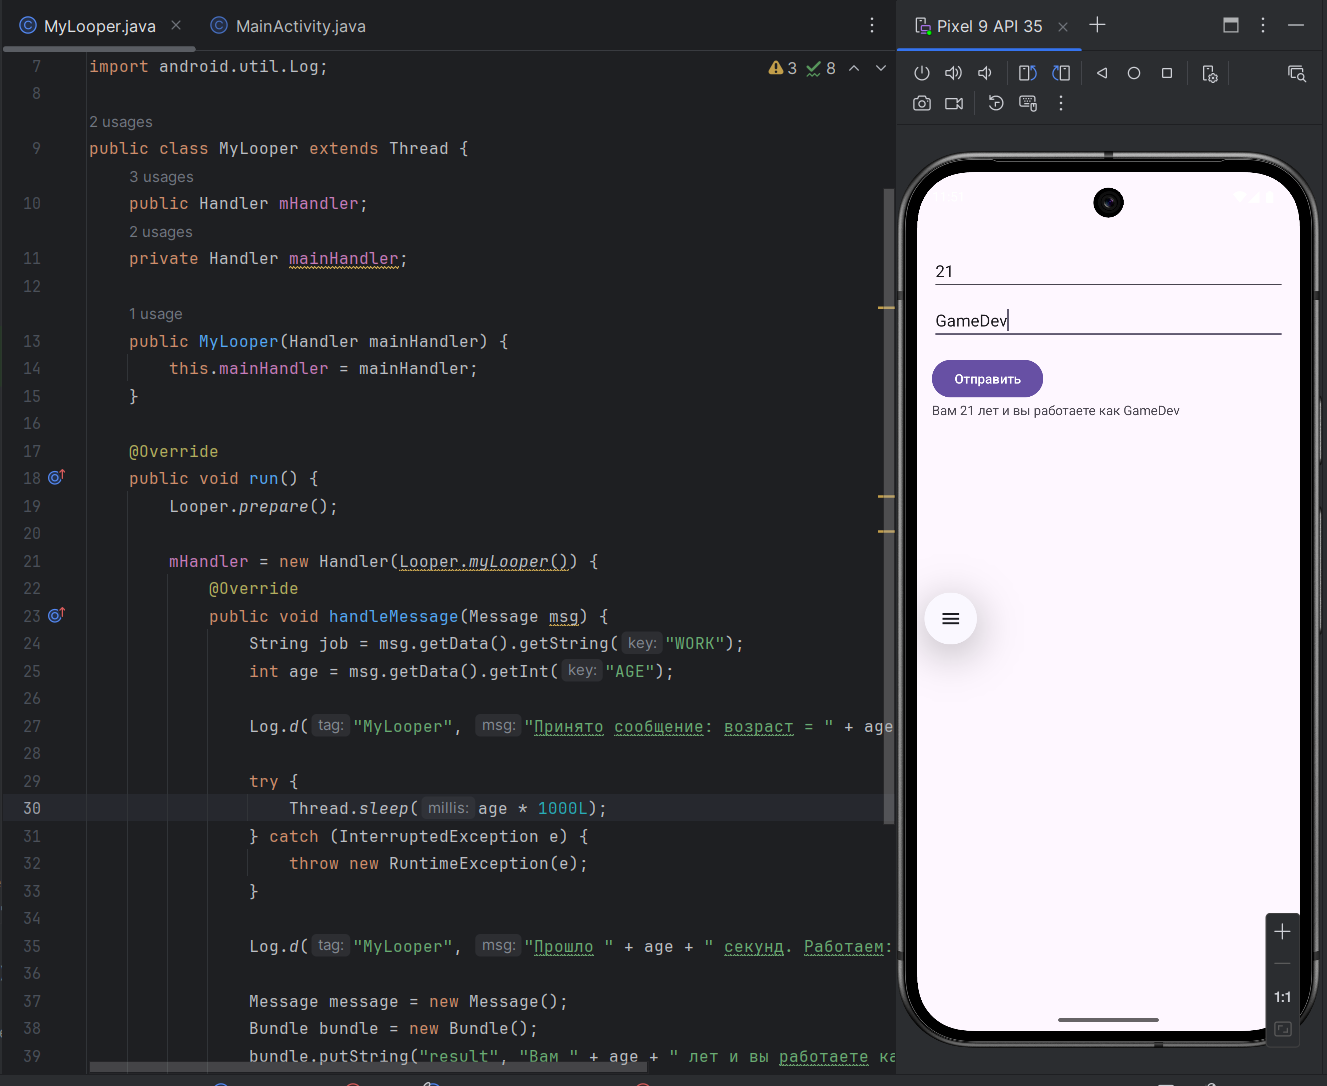 MyLooper.java
MainActivity.java
3
8
7 import android.util.Log;
8
2 usages
9 public class MyLooper extends Thread {
3 usages
10 public Handler mHandler;
2 usages
11 private Handler mainHandler;
12
1 usage
13 public MyLooper(Handler mainHandler) {
14 this.mainHandler = mainHandler;
15 }
16
17 @Override
18 public void run() {
19 Looper.prepare();
20
21 mHandler = new Handler(Looper.myLooper()) {
22 @Override
23 public void handleMessage(Message msg) {
24 String job = msg.getData().getString( key: "WORK");
25 int age = msg.getData().getInt( key: "AGE");
26
27 Log.d( tag: "MyLooper", msg: "Принято сообщение: возраст = " + age
28
29 try {
30 Thread.sleep( millis: age * 1000L);
31 } catch (InterruptedException e) {
32 throw new RuntimeException(e);
33 }
34
35 Log.d( tag: "MyLooper", msg: "Прошло " + age + " секунд. Работаем:
36
37 Message message = new Message();
38 Bundle bundle = new Bundle();
39 bundle.putString("result", "Вам " + age + " лет и вы работаете ка
Pixel 9 API 35
21
GameDev
Отправить
Вам 21 лет и вы работаете как GameDev
1:1